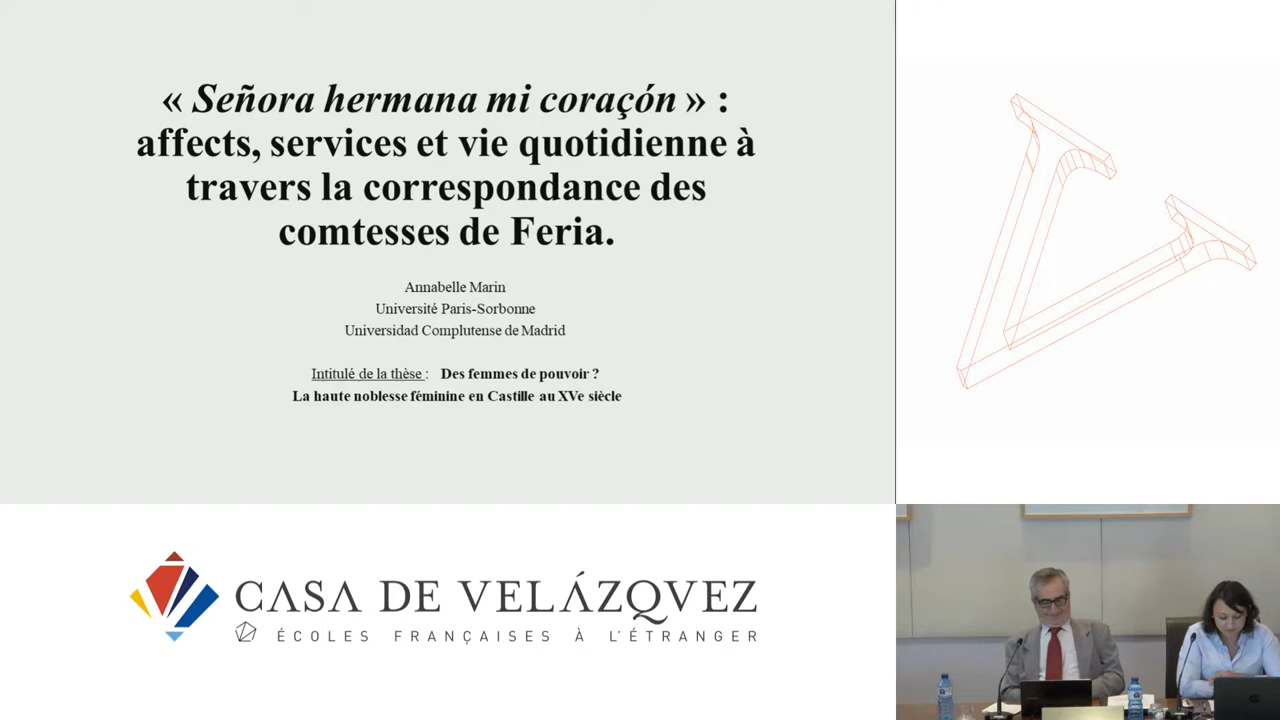 « Señora hermana mi coraçón » :
affects, services et vie quotidienne à
travers la correspondance des
comtesses de Feria.
Annabelle Marin
Université Paris-Sorbonne
Universidad Complutense de Madrid
Intitulé de la thèse : Des femmes de pouvoir ?
La haute noblesse féminine en Castille au XVe siècle
CASA DE VELÁZQVEZ
ÉCOLES FRANÇAISES À L'ÉTRANGER